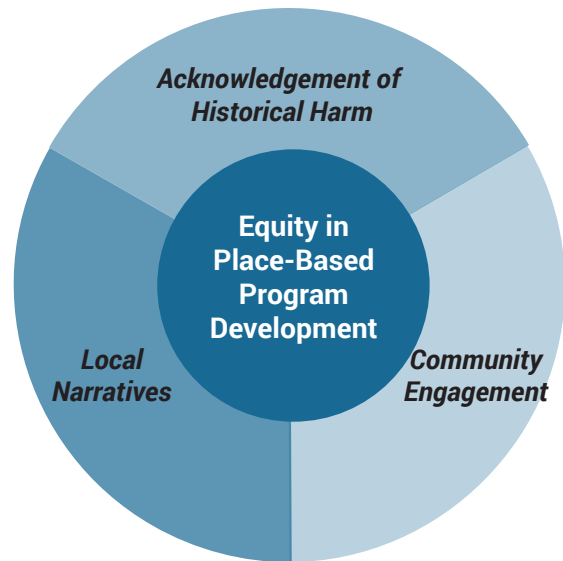 Acknowledgement of
Historical Harm
Equity in
Place-Based
Program
Development
Local
Narratives
Community
Engagement